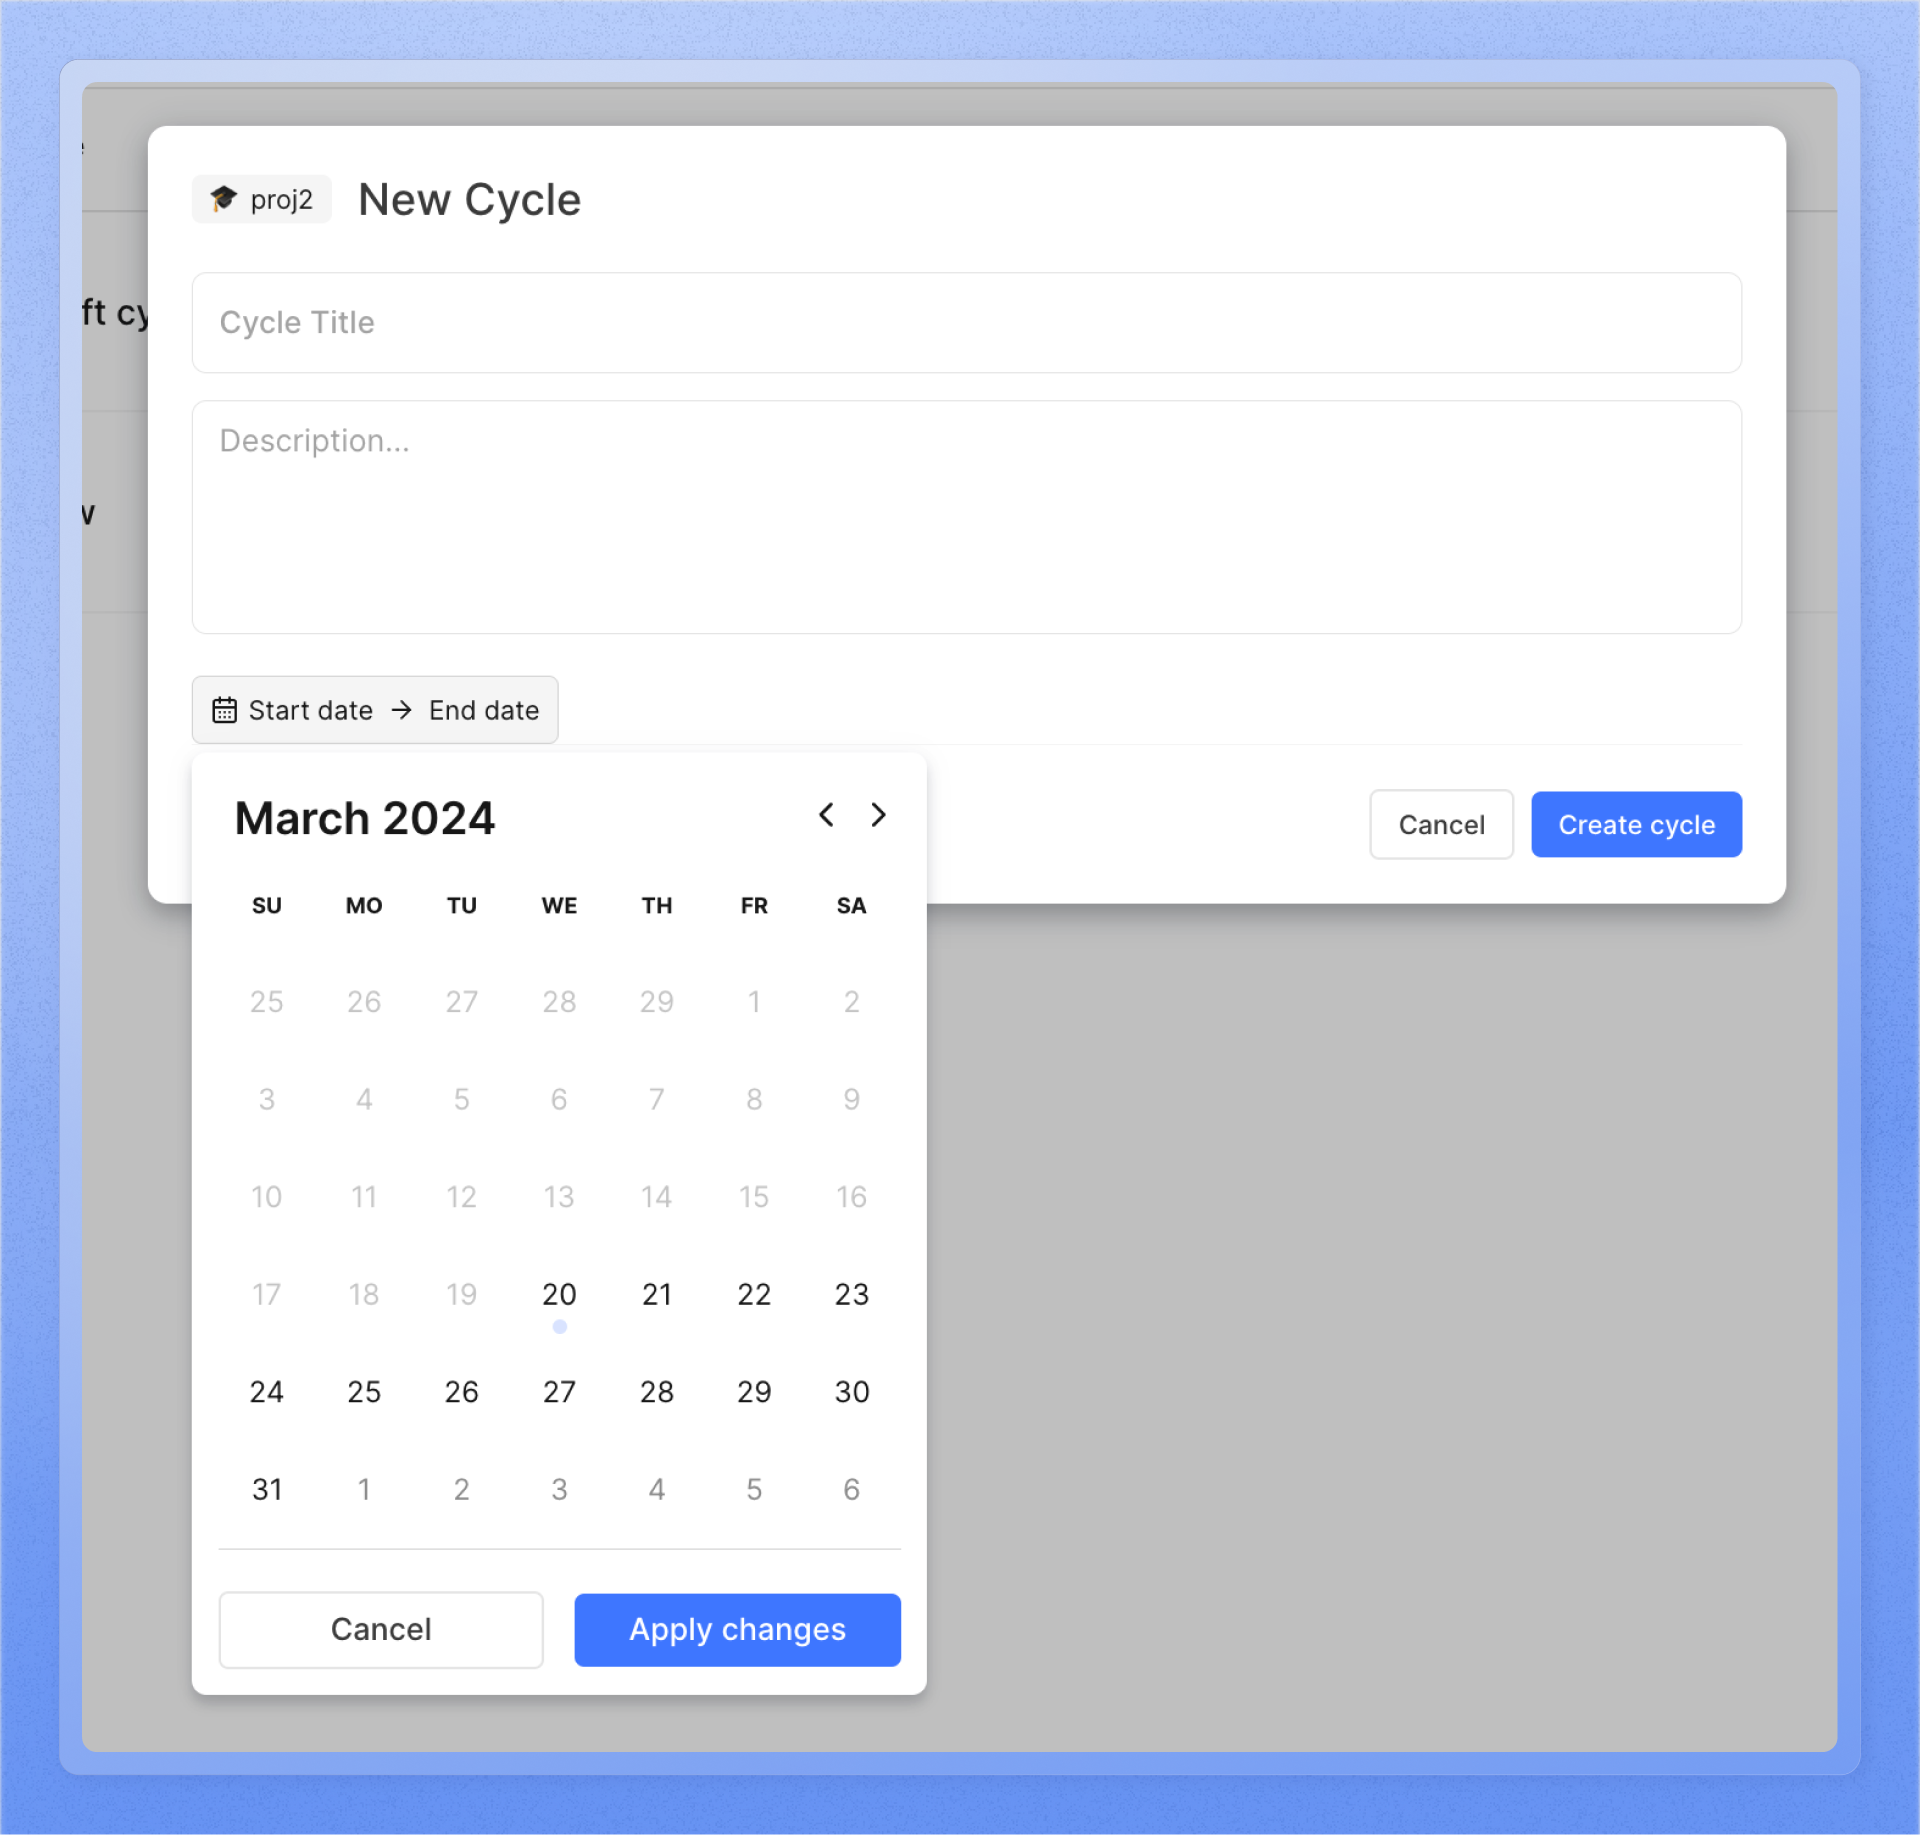 proj2 New Cycle
Cycle Title
ft cy
Description...
w
Start date → End date
March 2024
Cancel Create cycle
SU MO TU WE TH FR SA
25 26 27 28 29 1 2
3 4 5 6 7 8 9
10 11 12 13 14 15 16
17 18 19 20 21 22 23
24 25 26 27 28 29 30
31 1 2 3 4 5 6
Cancel Apply changes